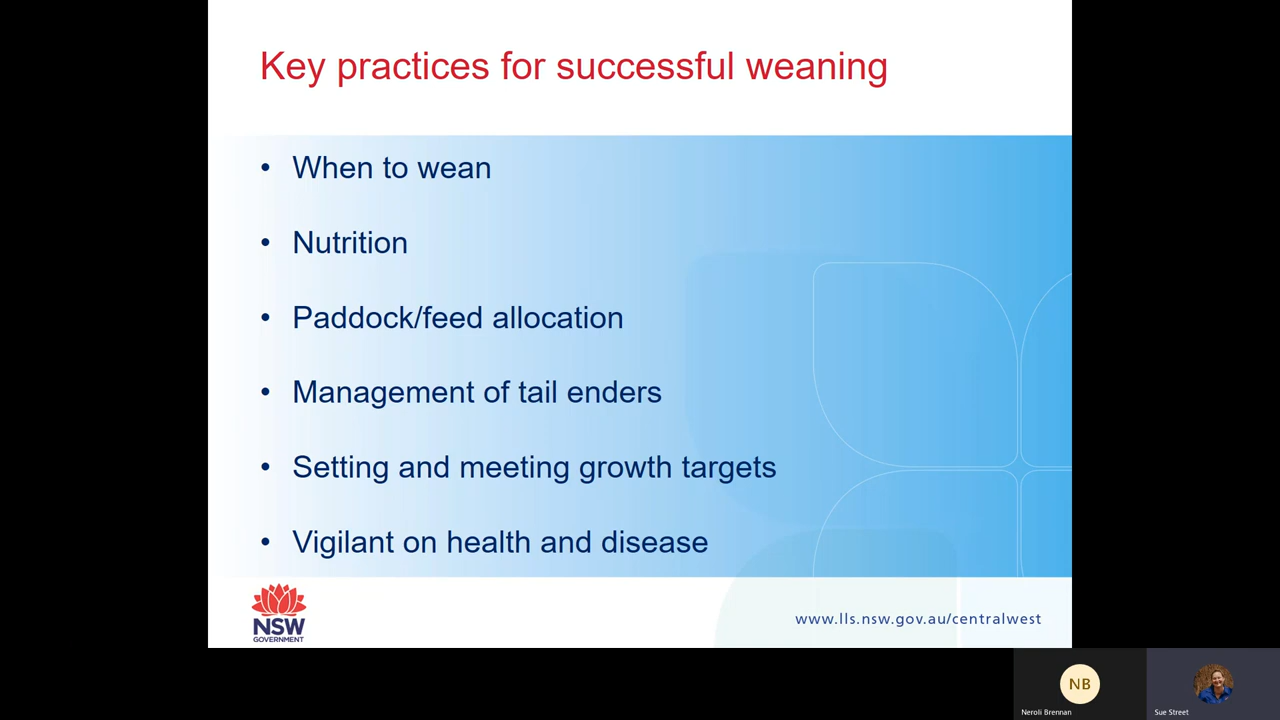 Key practices for successful weaning
• When to wean
• Nutrition
• Paddock/feed allocation
• Management of tail enders
• Setting and meeting growth targets
• Vigilant on health and disease
NSW
GOVERNMENT
www.lls.nsw.gov.au/centralwest
NB
Neroli Brennan
Sue Street